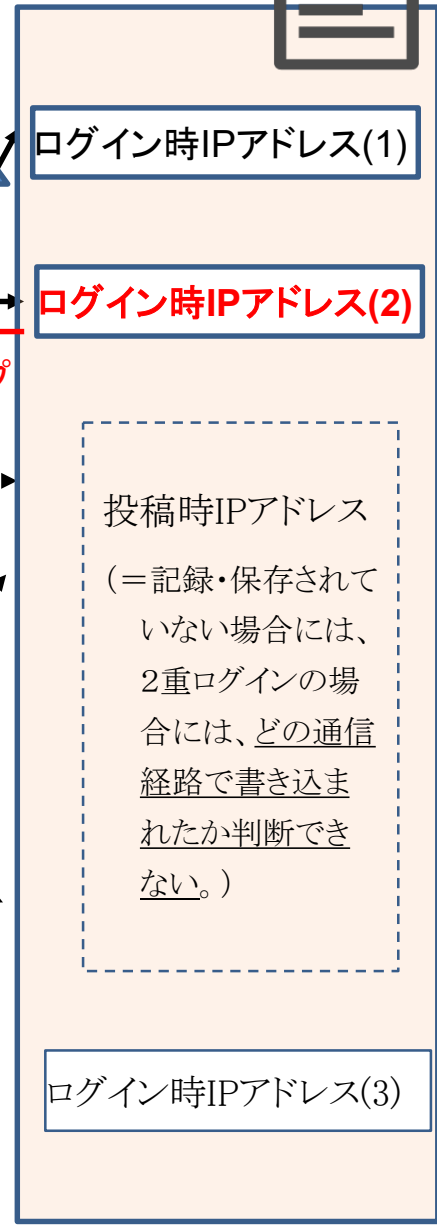 ログイン時IPアドレス(1)
ログイン時IPアドレス(2)
プ
投稿時IPアドレス
(＝記録・保存されて
いない場合には、
２重ログインの場
合には、どの通信
経路で書き込ま
れたか判断でき
ない。)
ログイン時IPアドレス(3)